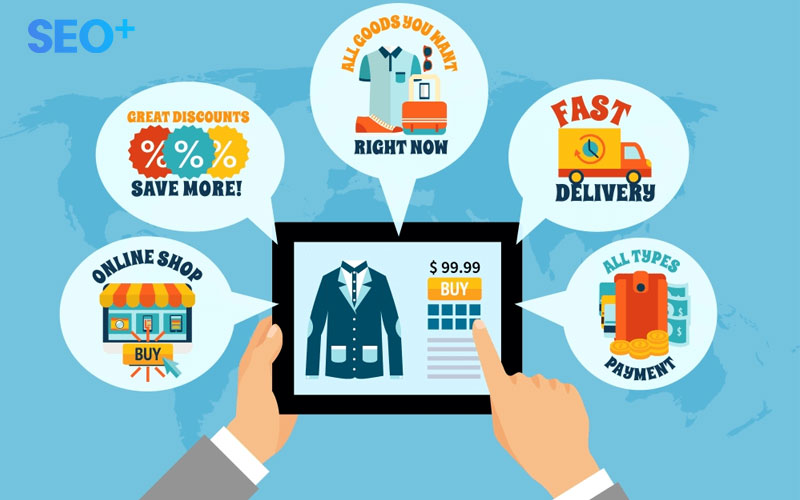 SEO+
ALL GOODS YOU WANT
RIGHT NOW
GREAT DISCOUNTS
% % %
SAVE MORE!
FAST
DELIVERY
ONLINE SHOP
BUY
$ 99.99
BUY
ALL TYPES
PAYMENT